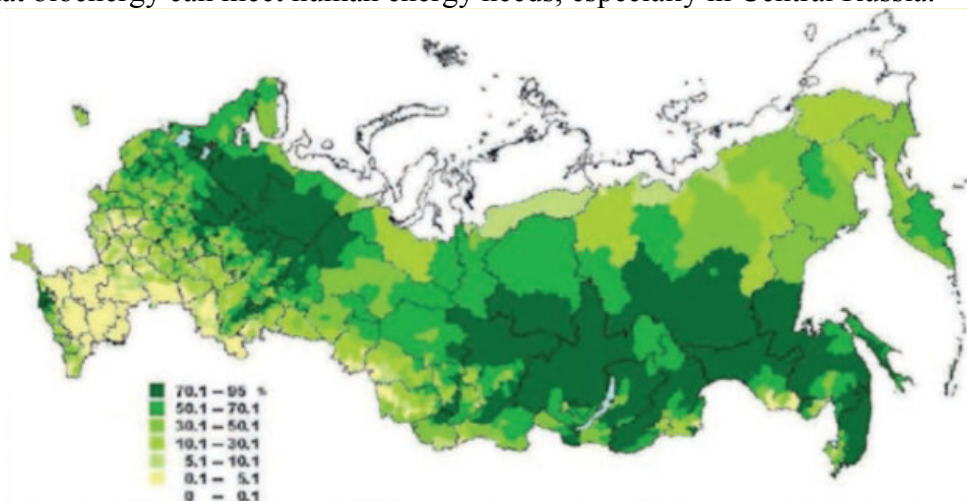 that bioenergy can meet human energy needs, especially in Central Russia.
70.1 – 95 %
50.1 – 70.1
30.1 – 50.1
10.1 – 30.1
5.1 – 10.1
0.1 – 5.1
0 – 0.1